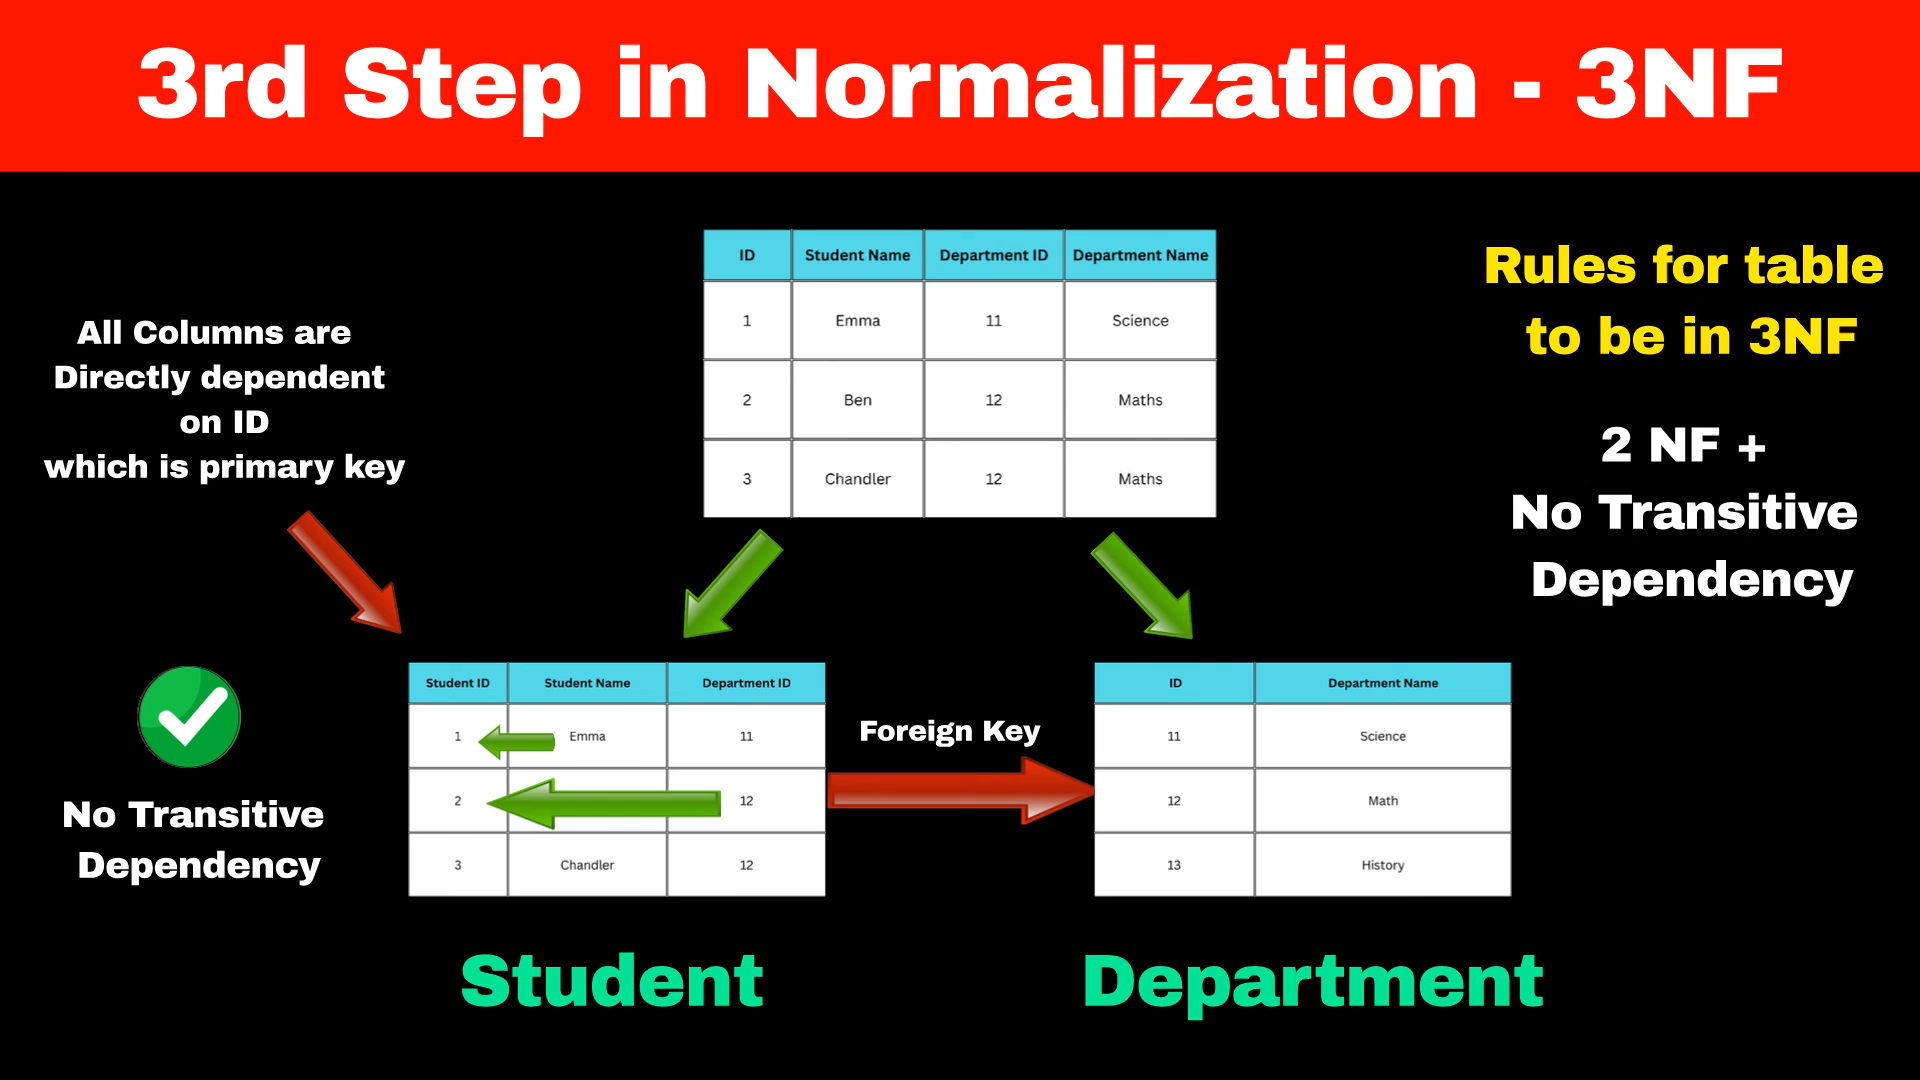 3rd Step in Normalization - 3NF
ID Student Name Department ID Department Name
1 Emma 11 Science
2 Ben 12 Maths
3 Chandler 12 Maths
Rules for table
to be in 3NF
2 NF +
No Transitive
Dependency
All Columns are
Directly dependent
on ID
which is primary key
No Transitive
Dependency
Student ID Student Name Department ID
1 Emma 11
2 12
3 Chandler 12
Student
Foreign Key
ID Department Name
11 Science
12 Math
13 History
Department